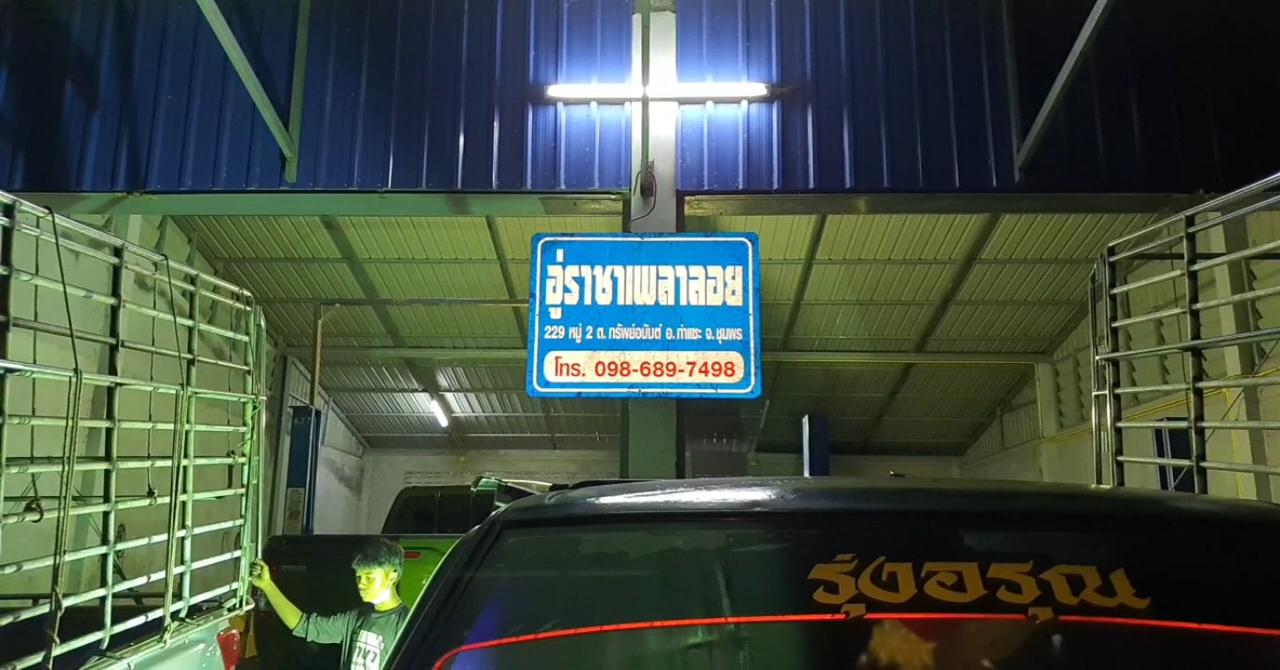 อู่ราชาเพลาลอย
229 หมู่ 2 ต. ทรัพย์อนันต์ อ.ท่าแซะ จ.ชุมพร
โทร. 098-689-7498
รุ่งอรุณ